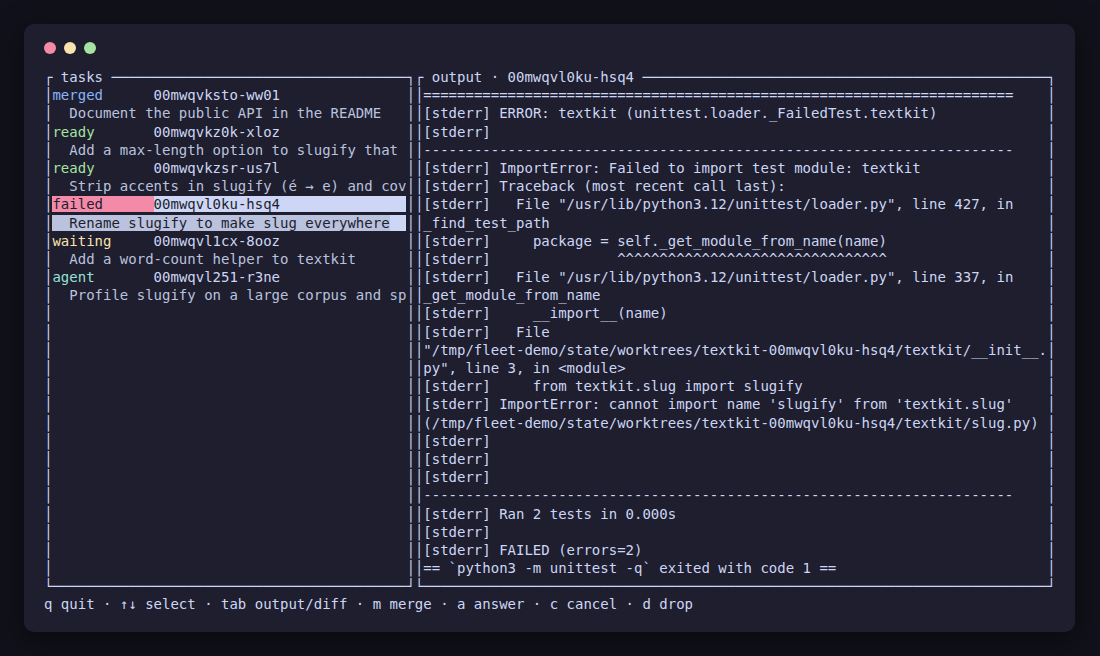 tasks
merged 00mwqvksto-ww01
Document the public API in the README
ready 00mwqvkz0k-xloz
Add a max-length option to slugify that
ready 00mwqvkzsr-us7l
Strip accents in slugify (é → e) and cov
failed 00mwqvl0ku-hsq4
Rename slugify to make_slug everywhere
waiting 00mwqvl1cx-8ooz
Add a word-count helper to textkit
agent 00mwqvl251-r3ne
Profile slugify on a large corpus and sp
output · 00mwqvl0ku-hsq4
======================================================================
[stderr] ERROR: textkit (unittest.loader._FailedTest.textkit)
[stderr]
----------------------------------------------------------------------
[stderr] ImportError: Failed to import test module: textkit
[stderr] Traceback (most recent call last):
[stderr]   File "/usr/lib/python3.12/unittest/loader.py", line 427, in
_find_test_path
[stderr]     package = self._get_module_from_name(name)
[stderr]               ^^^^^^^^^^^^^^^^^^^^^^^^^^^^^^^^
[stderr]   File "/usr/lib/python3.12/unittest/loader.py", line 337, in
_get_module_from_name
[stderr]     __import__(name)
[stderr]   File
"/tmp/fleet-demo/state/worktrees/textkit-00mwqvl0ku-hsq4/textkit/__init__.
py", line 3, in <module>
[stderr]     from textkit.slug import slugify
[stderr] ImportError: cannot import name 'slugify' from 'textkit.slug'
(/tmp/fleet-demo/state/worktrees/textkit-00mwqvl0ku-hsq4/textkit/slug.py)
[stderr]
[stderr]
[stderr]
----------------------------------------------------------------------
[stderr] Ran 2 tests in 0.000s
[stderr]
[stderr] FAILED (errors=2)
== `python3 -m unittest -q` exited with code 1 ==
q quit · ↑↓ select · tab output/diff · m merge · a answer · c cancel · d drop